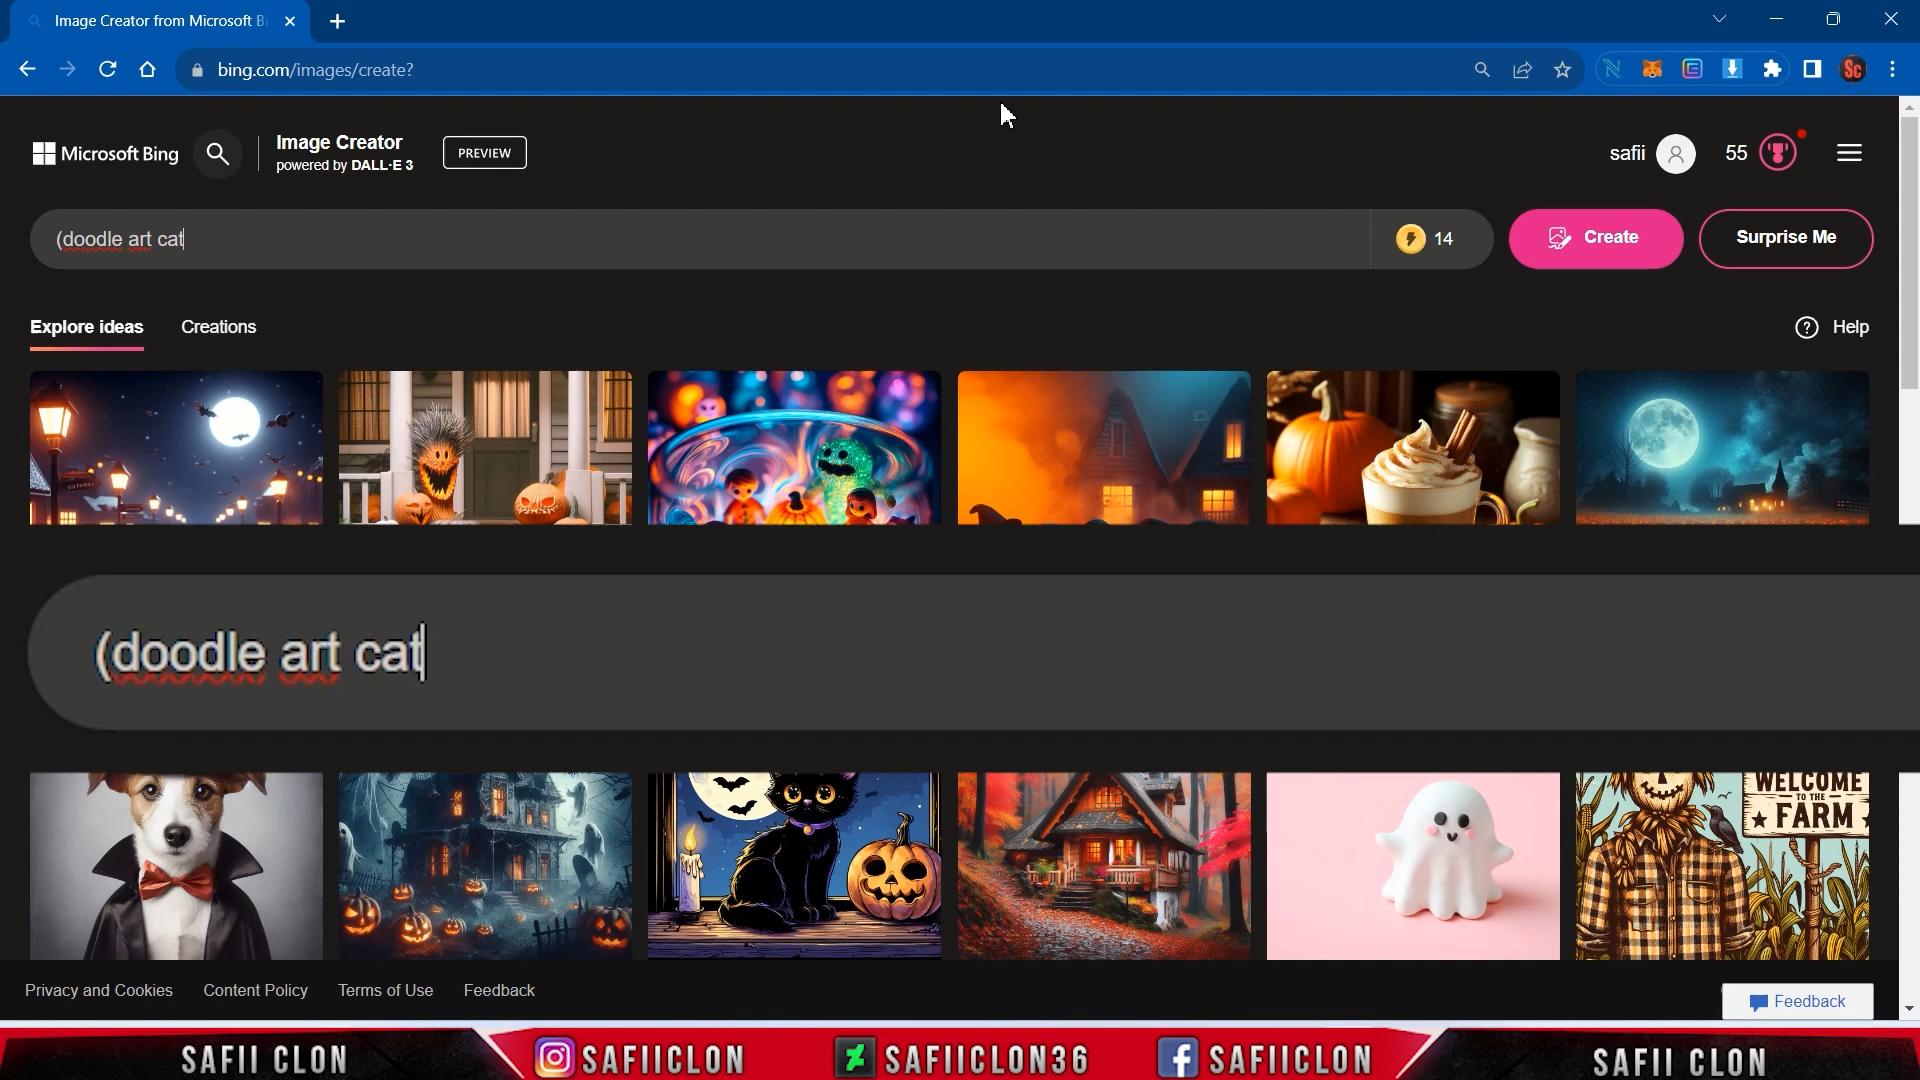 Image Creator from Microsoft Bi
bing.com/images/create?
Sc
Microsoft Bing
Image Creator
powered by DALL·E 3
PREVIEW
safii
55
(doodle art cat
14
Create
Surprise Me
Explore ideas
Creations
Help
(doodle art cat
WELCOME
TO THE
FARM
Privacy and Cookies
Content Policy
Terms of Use
Feedback
Feedback
SAFII CLON
SAFIICLON
SAFIICLON36
SAFIICLON
SAFII CLON